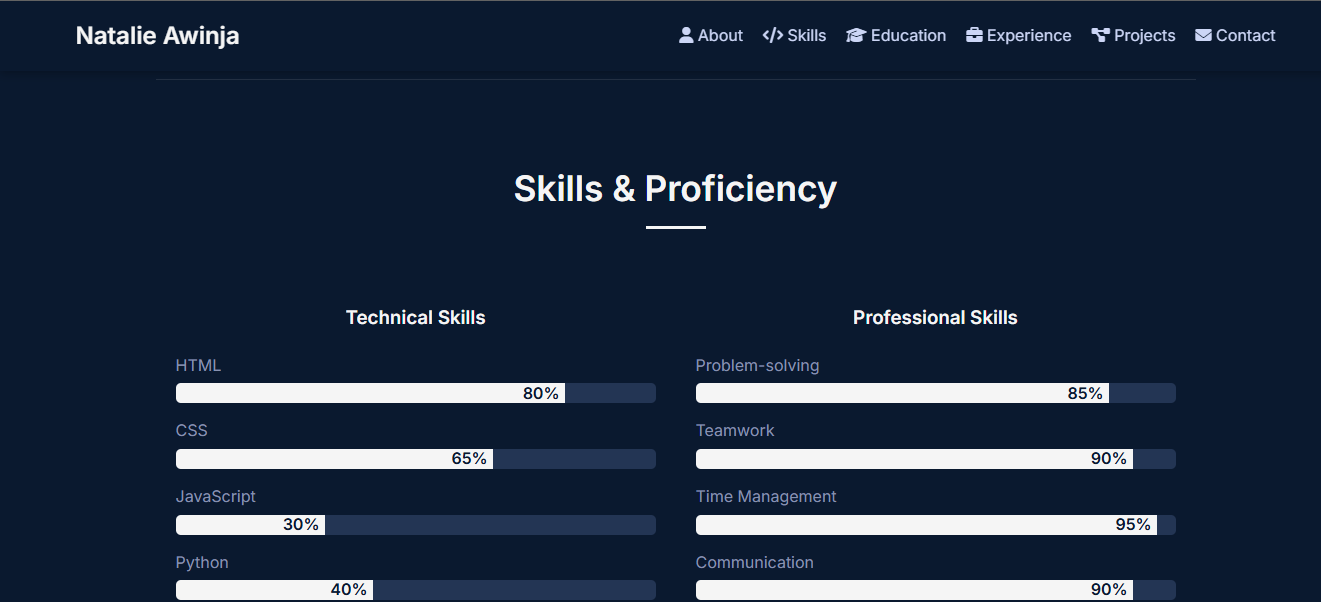 Natalie Awinja
About Skills Education Experience Projects Contact
Skills & Proficiency
Technical Skills
HTML
80%
CSS
65%
JavaScript
30%
Python
40%
Professional Skills
Problem-solving
85%
Teamwork
90%
Time Management
95%
Communication
90%